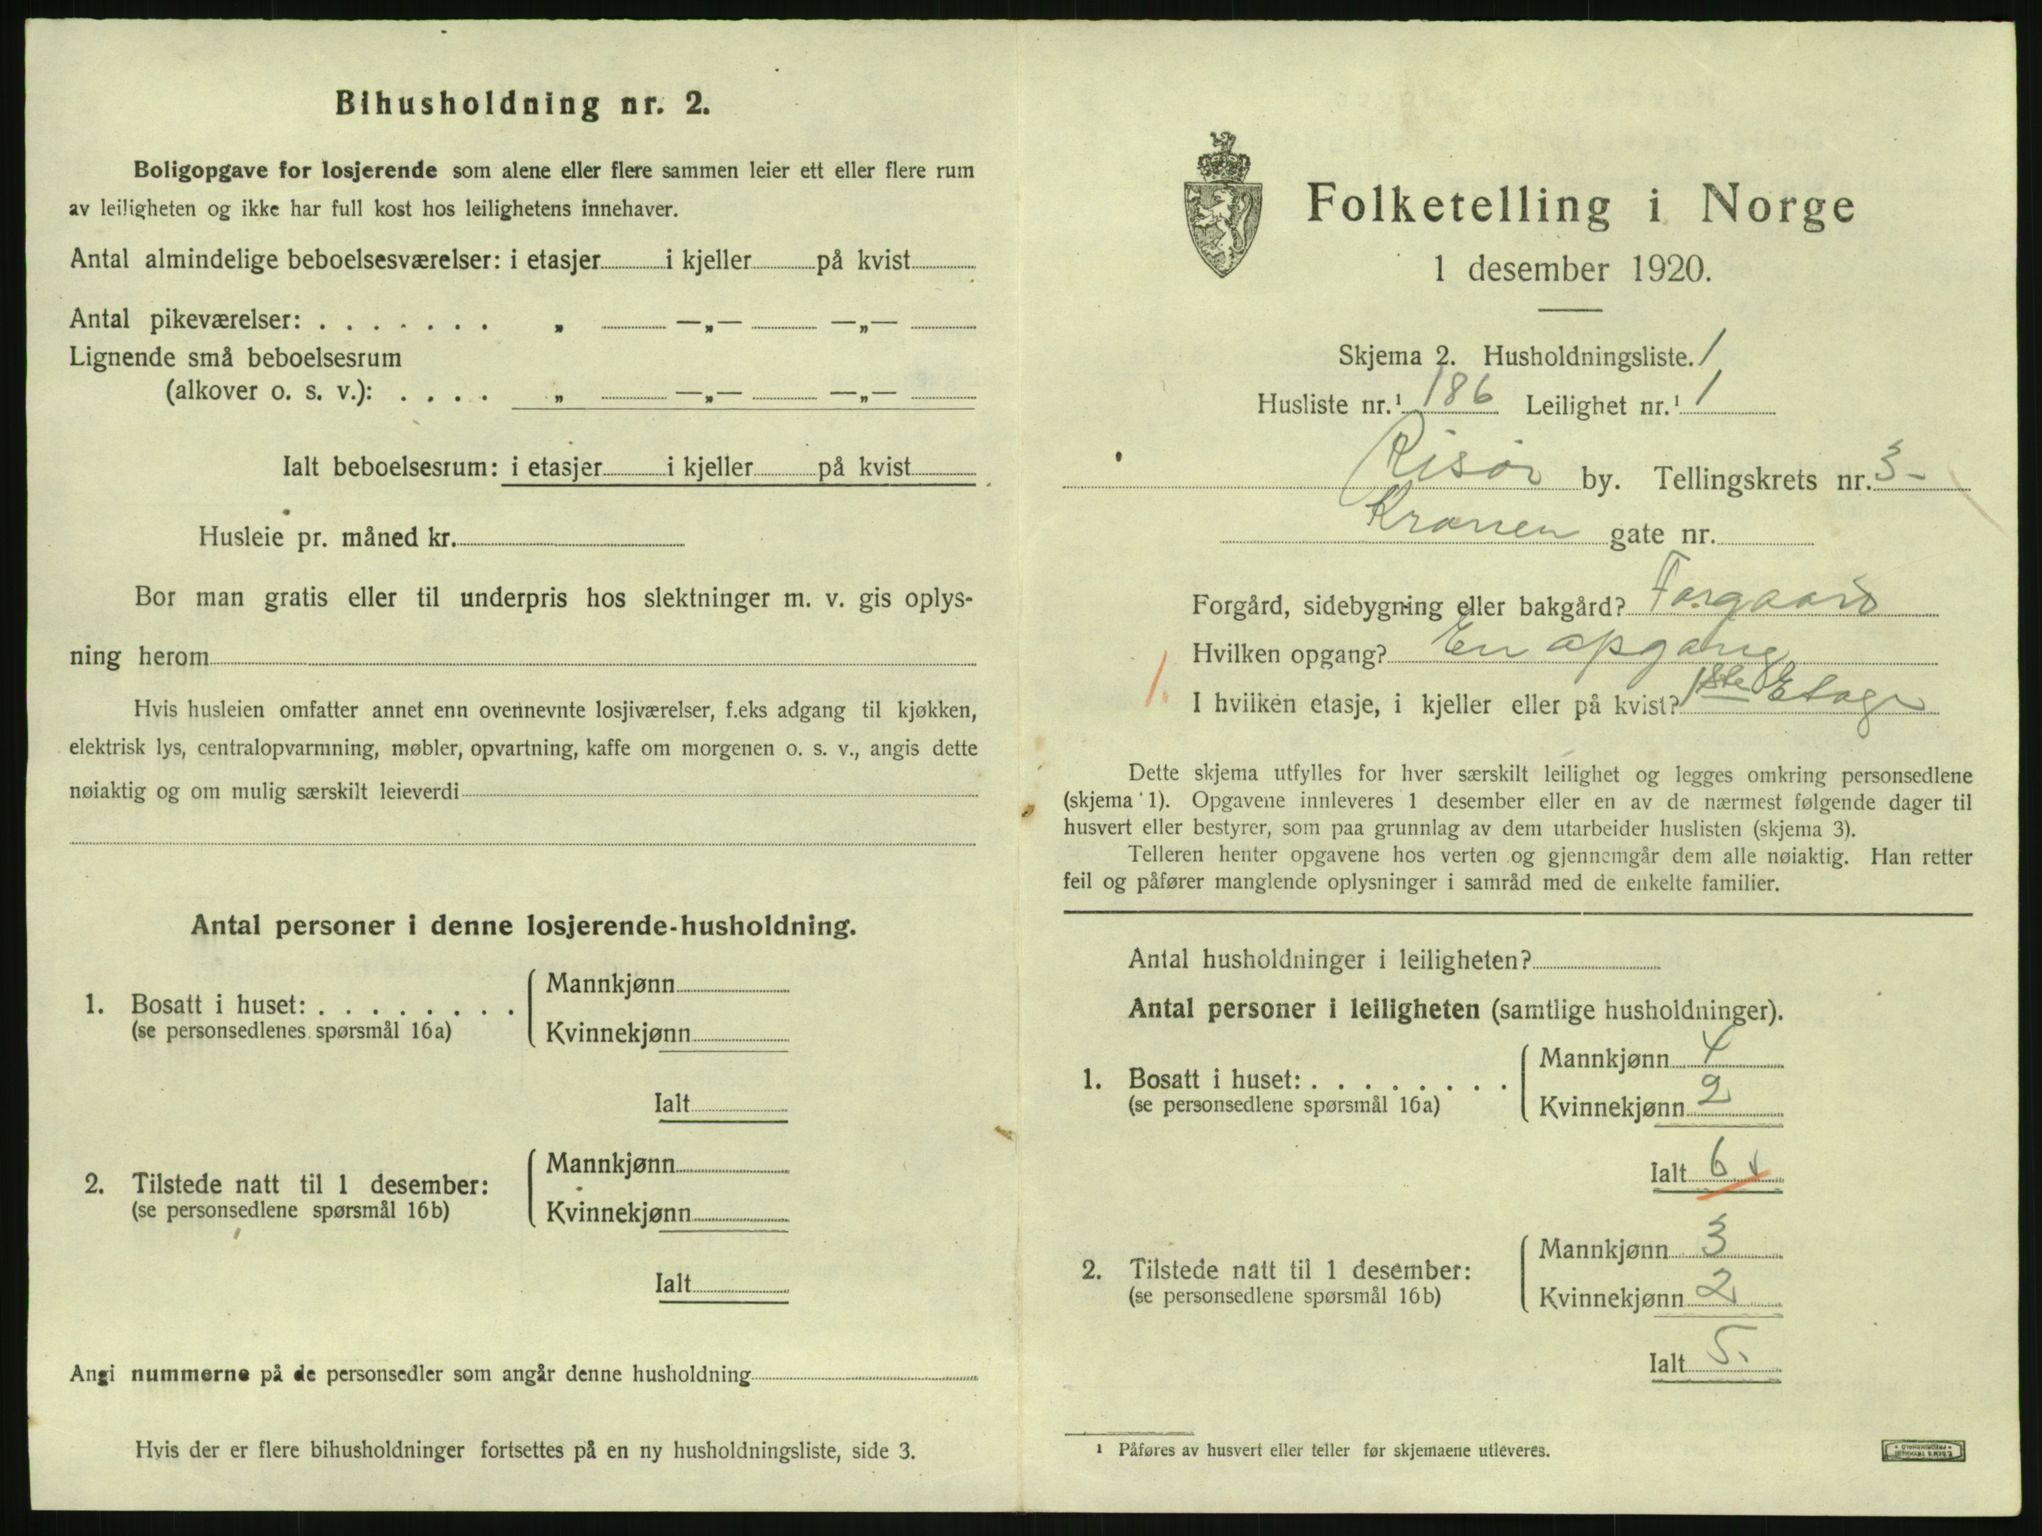 Bihusholdning nr. 2.
Boligopgave for losjerende som alene eller flere sammen leier ett eller flere rum
av leiligheten og ikke har full kost hos leilighetens innehaver.
Antal almindelige beboelsesværelser: i etasjer i kjeller på kvist
Antal pikeværelser: . . . . . . . „ —„— —„—
Lignende små beboelsesrum
(alkover o. s. v.): . . . . „ —„— —„—
Ialt beboelsesrum: i etasjer i kjeller på kvist
Husleie pr. måned kr.
Bor man gratis eller til underpris hos slektninger m. v. gis oplys-
ning herom
Hvis husleien omfatter annet enn ovennevnte losjiværelser, f.eks adgang til kjøkken,
elektrisk lys, centralopvarmning, møbler, opvartning, kaffe om morgenen o. s. v., angis dette
nøiaktig og om mulig særskilt leieverdi
Antal personer i denne losjerende-husholdning.
1. Bosatt i huset: . . . . . . . .
(se personsedlenes spørsmål 16a)
Mannkjønn
Kvinnekjønn
Ialt
2. Tilstede natt til 1 desember:
(se personsedlene spørsmål 16b)
Mannkjønn
Kvinnekjønn
Ialt
Angi nummerne på de personsedler som angår denne husholdning
Hvis der er flere bihusholdninger fortsettes på en ny husholdningsliste, side 3.
Folketelling i Norge
1 desember 1920.
Skjema 2. Husholdningsliste. 1
Husliste nr.¹ 186 Leilighet nr.¹ 1
Risør by. Tellingskrets nr. 3-
Kranen gate nr.
Forgård, sidebygning eller bakgård? Forgaard
Hvilken opgang? En opgang
1. I hvilken etasje, i kjeller eller på kvist? 1ste Etage
Dette skjema utfylles for hver særskilt leilighet og legges omkring personsedlene
(skjema 1). Opgavene innleveres 1 desember eller en av de nærmest følgende dager til
husvert eller bestyrer, som paa grunnlag av dem utarbeider huslisten (skjema 3).
Telleren henter opgavene hos verten og gjennemgår dem alle nøiaktig. Han retter
feil og påfører manglende oplysninger i samråd med de enkelte familier.
Antal husholdninger i leiligheten?
Antal personer i leiligheten (samtlige husholdninger).
1. Bosatt i huset: . . . . . . . .
(se personsedlene spørsmål 16a)
Mannkjønn 4
Kvinnekjønn 2
Ialt 6
2. Tilstede natt til 1 desember:
(se personsedlene spørsmål 16b)
Mannkjønn 3
Kvinnekjønn 2
Ialt 5.
¹ Påføres av husvert eller teller før skjemaene utleveres.